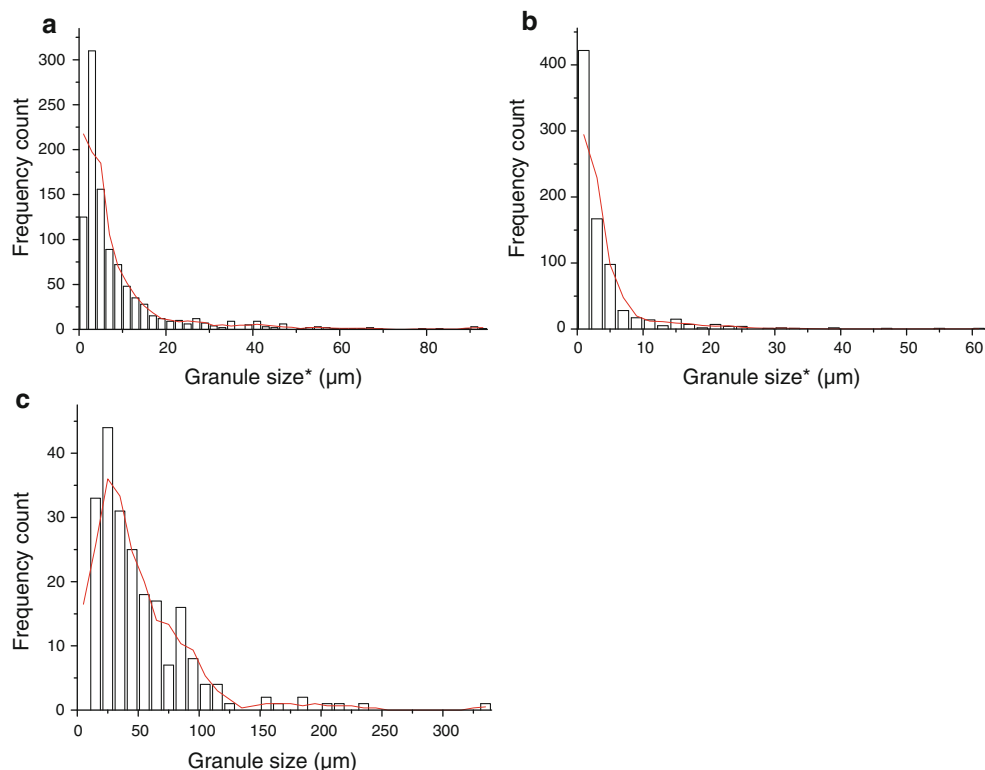 a
300
250
200
150
100
50
0
Frequency count
0 20 40 60 80
Granule size* (μm)
b
400
300
200
100
0
Frequency count
0 10 20 30 40 50 60
Granule size* (μm)
c
40
30
20
10
0
Frequency count
0 50 100 150 200 250 300
Granule size (μm)